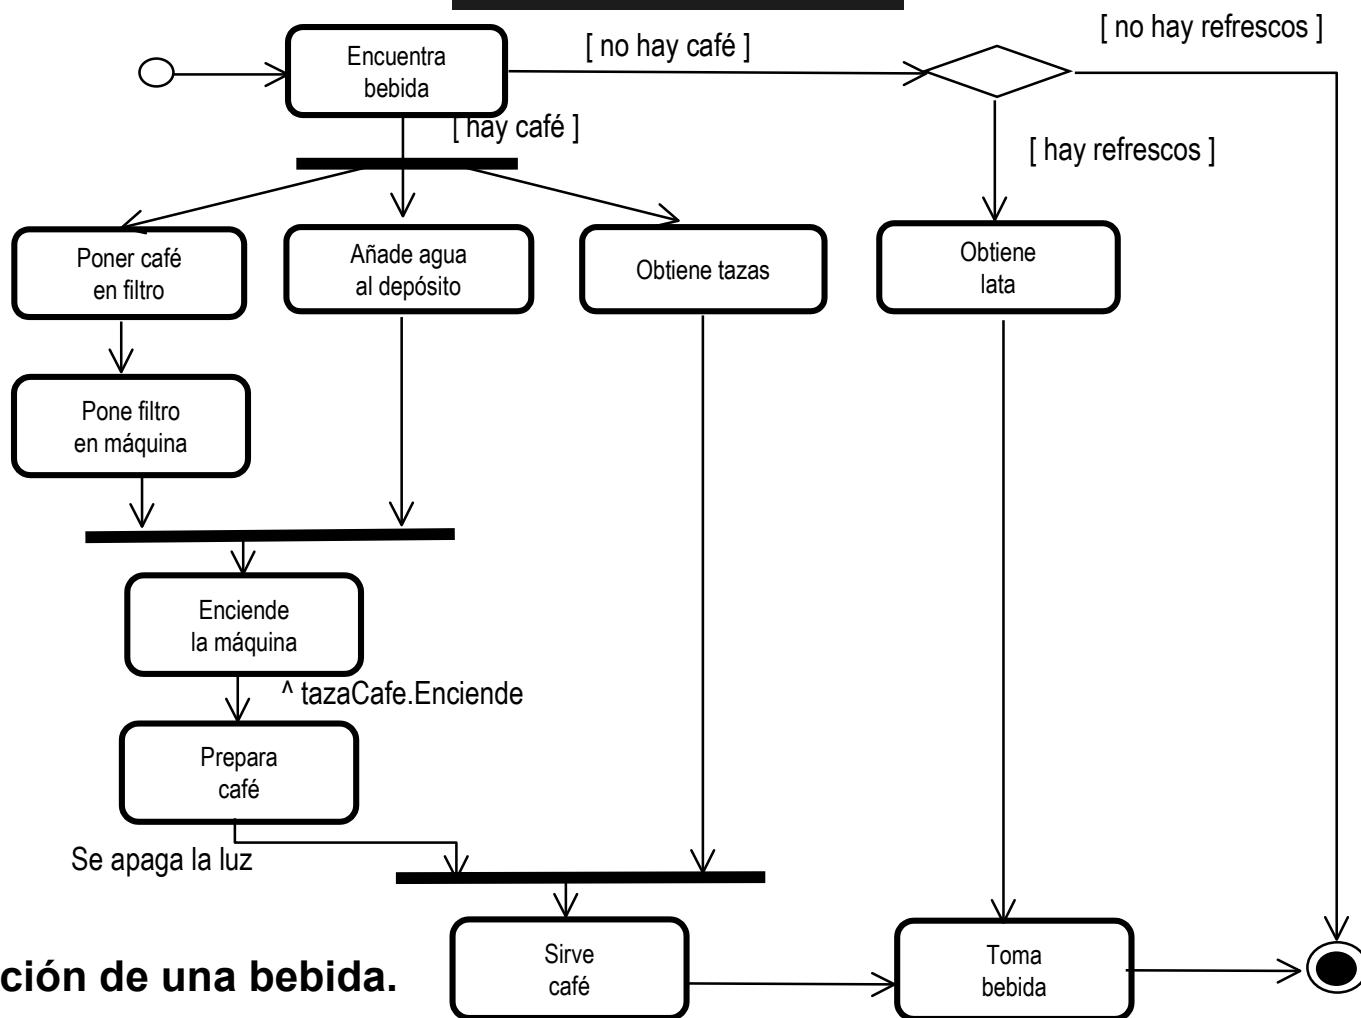 [ no hay refrescos ]
[ no hay café ]
Encuentra
bebida
[ hay café ]
[ hay refrescos ]
Poner café
en filtro
Añade agua
al depósito
Obtiene tazas
Obtiene
lata
Pone filtro
en máquina
Enciende
la máquina
^ tazaCafe.Enciende
Prepara
café
Se apaga la luz
Sirve
café
Toma
bebida
ción de una bebida.